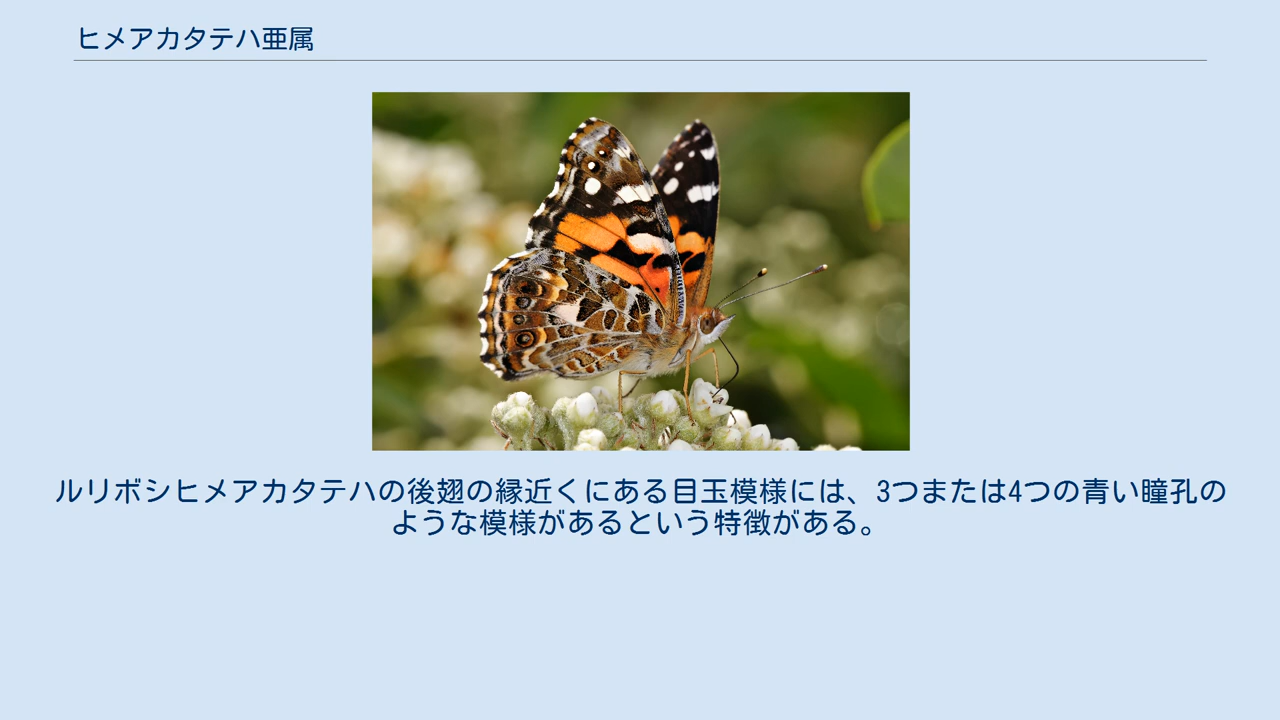 ヒメアカタテハ亜属
ルリボシヒメアカタテハの後翅の縁近くにある目玉模様には、3つまたは4つの青い瞳孔の
ような模様があるという特徴がある。